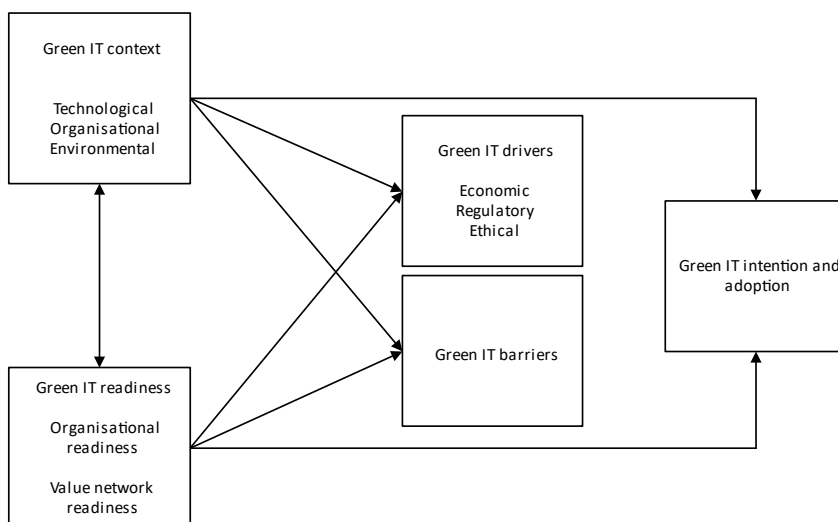 Green IT context
Technological
Organisational
Environmental
Green IT drivers
Economic
Regulatory
Ethical
Green IT intention and
adoption
Green IT barriers
Green IT readiness
Organisational
readiness
Value network
readiness